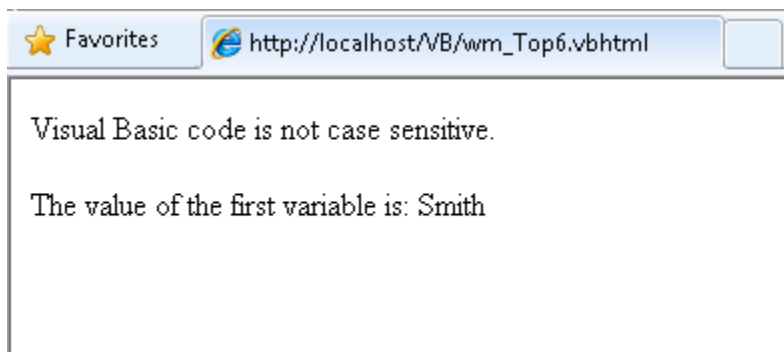 Favorites
http://localhost/VB/wm_Top6.vbhtml
Visual Basic code is not case sensitive.
The value of the first variable is: Smith